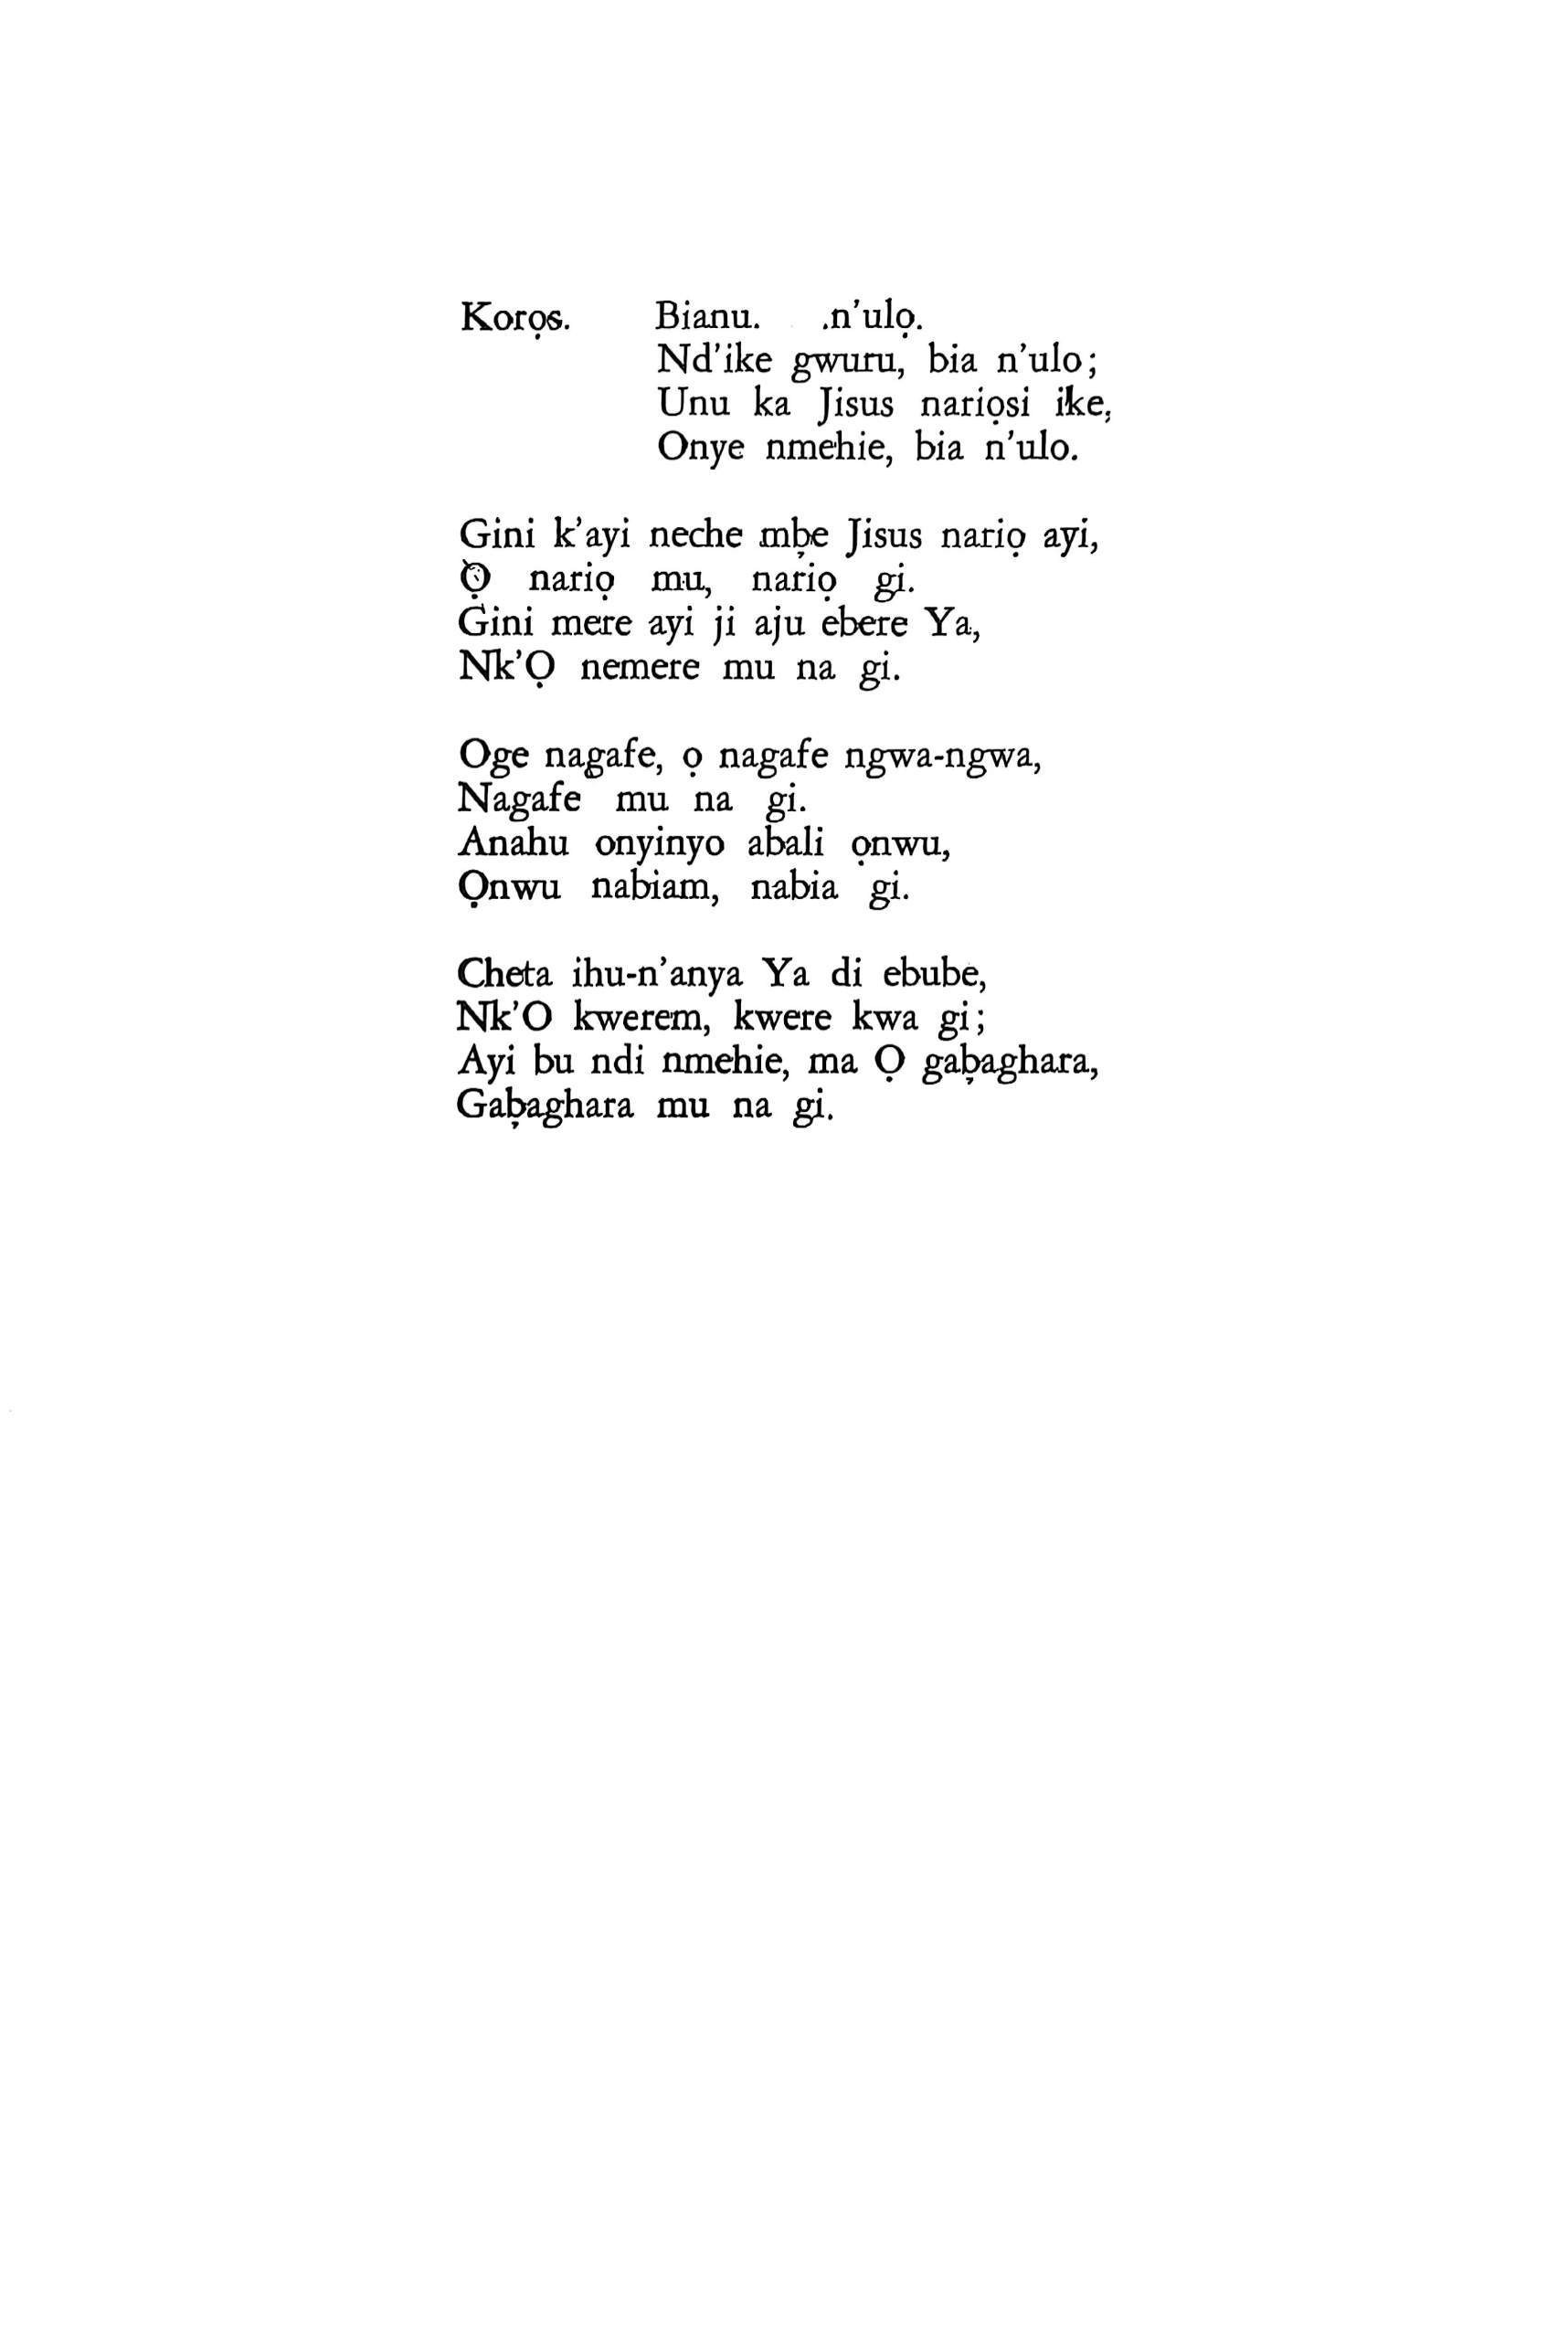 Korọs. Bianu. .n'ulọ.
Nd'ike gwuru, bia n'ulo;
Unu ka Jisus nariọsi ike,
Onye nmehie, bia n'ulo.
Gini k'ayi neche mḅe Jisus nariọ ayi,
Ọ nariọ mu, nariọ gi.
Gini mere ayi ji aju ebere Ya,
Nk'Ọ nemere mu na gi.
Oge nagafe, ọ nagafe ngwa-ngwa,
Nagafe mu na gi.
Anahu onyinyo abali ọnwu,
Ọnwu nabiam, nabia gi.
Cheta ihu-n'anya Ya di ebube,
Nk'O kwerem, kwere kwa gi;
Ayi bu ndi nmehie, ma Ọ gaḅaghara,
Gaḅaghara mu na gi.